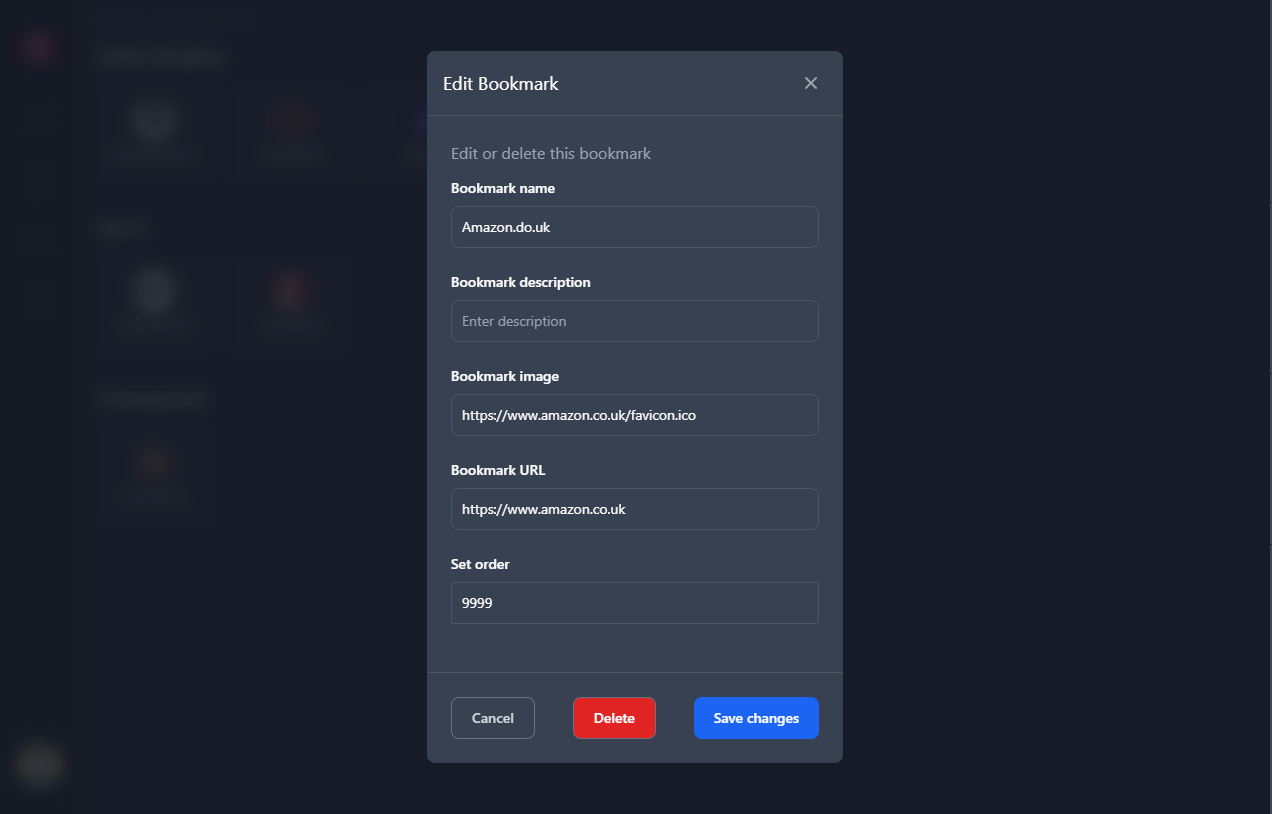 Edit Bookmark
Edit or delete this bookmark
Bookmark name
Amazon.do.uk
Bookmark description
Enter description
Bookmark image
https://www.amazon.co.uk/favicon.ico
Bookmark URL
https://www.amazon.co.uk
Set order
9999
Cancel
Delete
Save changes